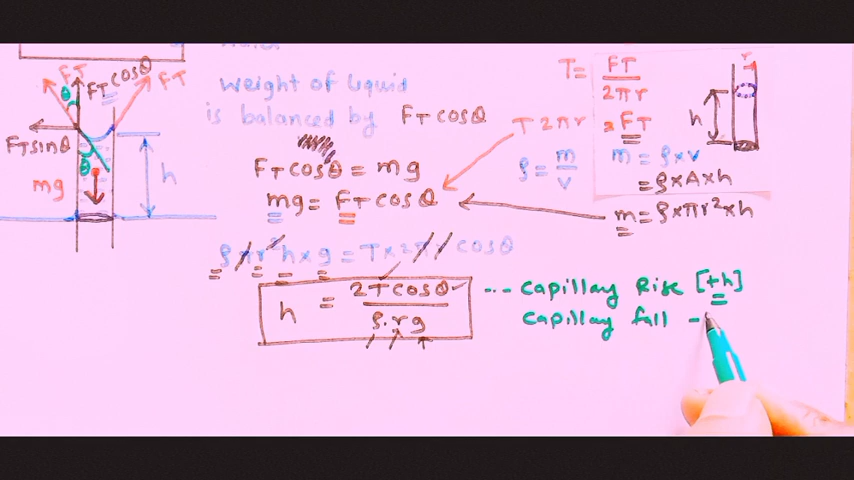 FT FT cosθ FT
θ
FT sinθ
θ
mg
h
weight of liquid
is balanced by FT cosθ
FT cosθ = mg
mg = FT cosθ
ρ πr² h x g = T x 2πr cosθ
h = 2T cosθ / ρ.r g
T = FT / 2πr
T 2πr = FT
ρ = m/v
m = ρ x v
= ρ x A x h
m = ρ x πr² x h
h
-- Capillary Rise [+h]
Capillay fall -